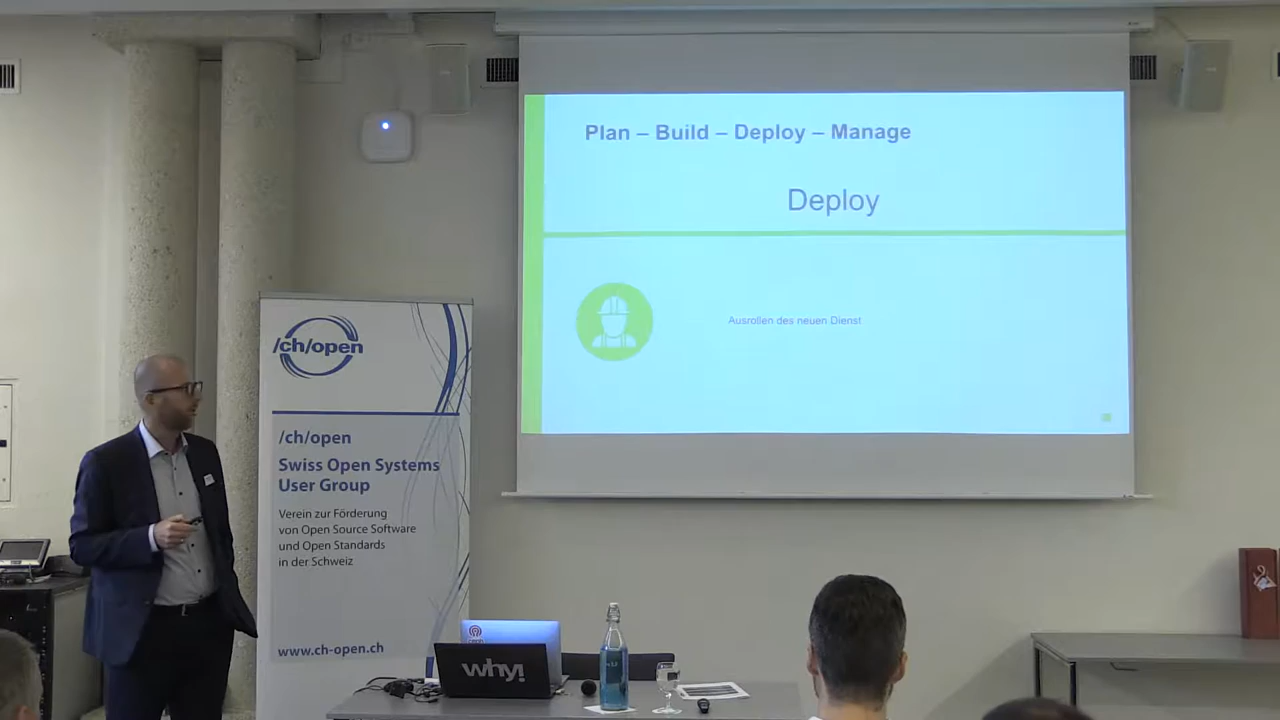 Plan – Build – Deploy – Manage
Deploy
Ausrollen des neuen Dienst
/ch/open
/ch/open
Swiss Open Systems
User Group
Verein zur Förderung
von Open Source Software
und Open Standards
in der Schweiz
www.ch-open.ch
ceph
why!